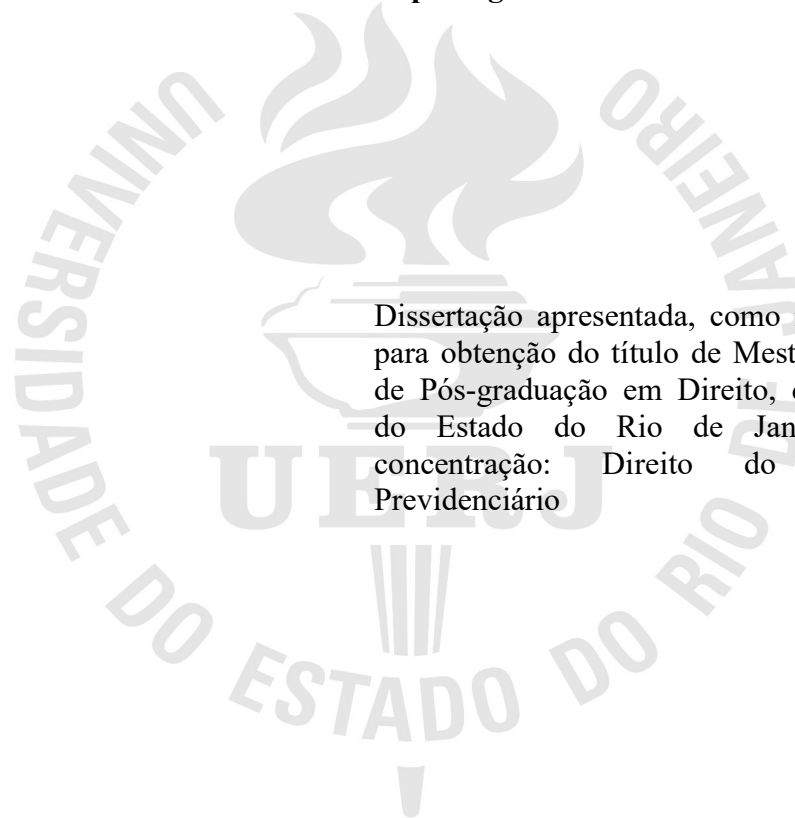 Dissertação apresentada, como
para obtenção do título de Mest
de Pós-graduação em Direito,
do Estado do Rio de Jan
concentração: Direito do
Previdenciário
UNIVERSIDADE DO ESTADO DO RIO DE JANEIRO
UERJ